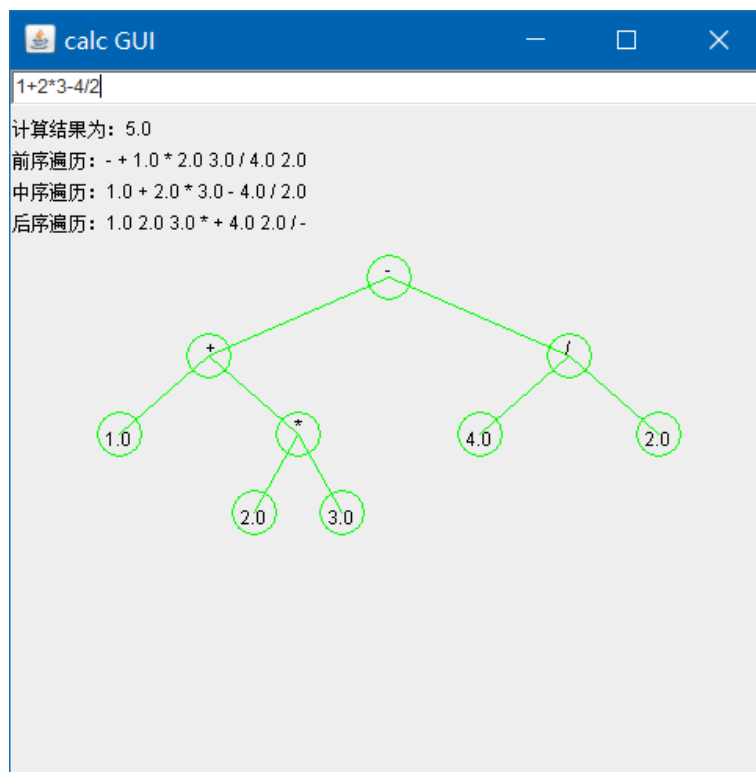 calc GUI
1+2*3-4/2
计算结果为：5.0
前序遍历：- + 1.0 * 2.0 3.0 / 4.0 2.0
中序遍历：1.0 + 2.0 * 3.0 - 4.0 / 2.0
后序遍历：1.0 2.0 3.0 * + 4.0 2.0 / -
-
+ /
1.0 * 4.0 2.0
2.0 3.0